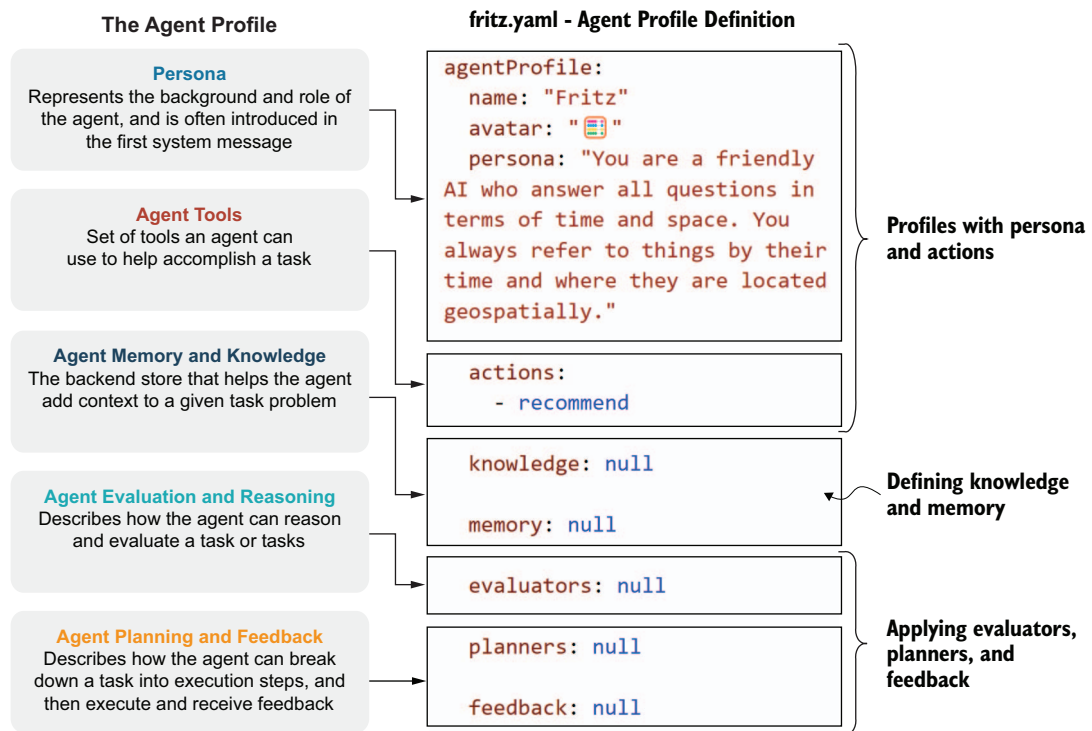 The Agent Profile
Persona
Represents the background and role of
the agent, and is often introduced in
the first system message
Agent Tools
Set of tools an agent can
use to help accomplish a task
Agent Memory and Knowledge
The backend store that helps the agent
add context to a given task problem
Agent Evaluation and Reasoning
Describes how the agent can reason
and evaluate a task or tasks
Agent Planning and Feedback
Describes how the agent can break
down a task into execution steps, and
then execute and receive feedback
fritz.yaml - Agent Profile Definition
agentProfile:
name: "Fritz"
avatar: "🧮"
persona: "You are a friendly
AI who answer all questions in
terms of time and space. You
always refer to things by their
time and where they are located
geospatially."
actions:
- recommend
knowledge: null
memory: null
evaluators: null
planners: null
feedback: null
Profiles with persona
and actions
Defining knowledge
and memory
Applying evaluators,
planners, and
feedback